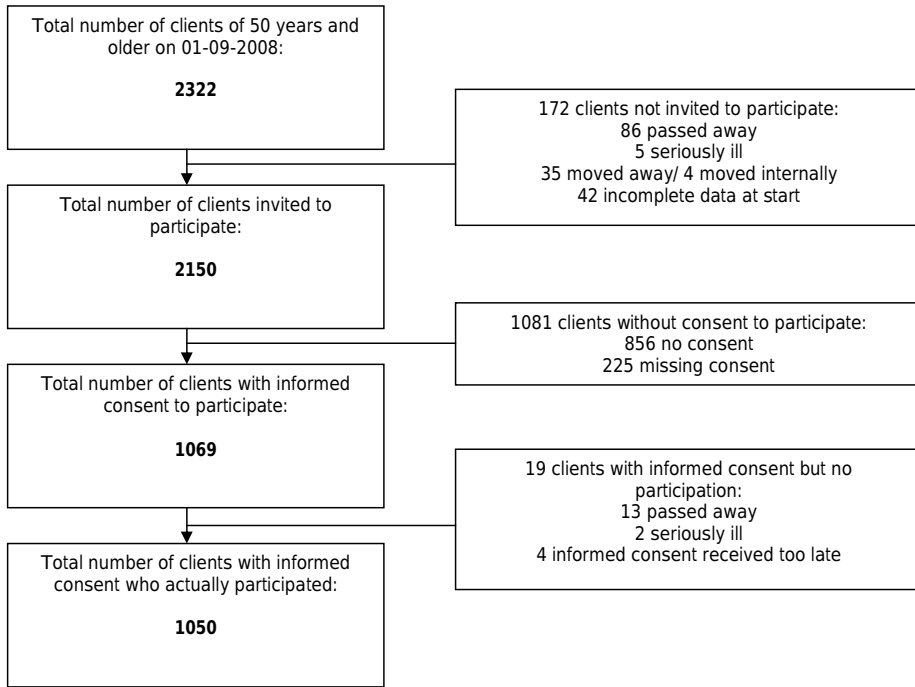 Total number of clients of 50 years and
older on 01-09-2008:
2322
172 clients not invited to participate:
86 passed away
5 seriously ill
35 moved away/ 4 moved internally
42 incomplete data at start
Total number of clients invited to
participate:
2150
1081 clients without consent to participate:
856 no consent
225 missing consent
Total number of clients with informed
consent to participate:
1069
19 clients with informed consent but no
participation:
13 passed away
2 seriously ill
4 informed consent received too late
Total number of clients with informed
consent who actually participated:
1050